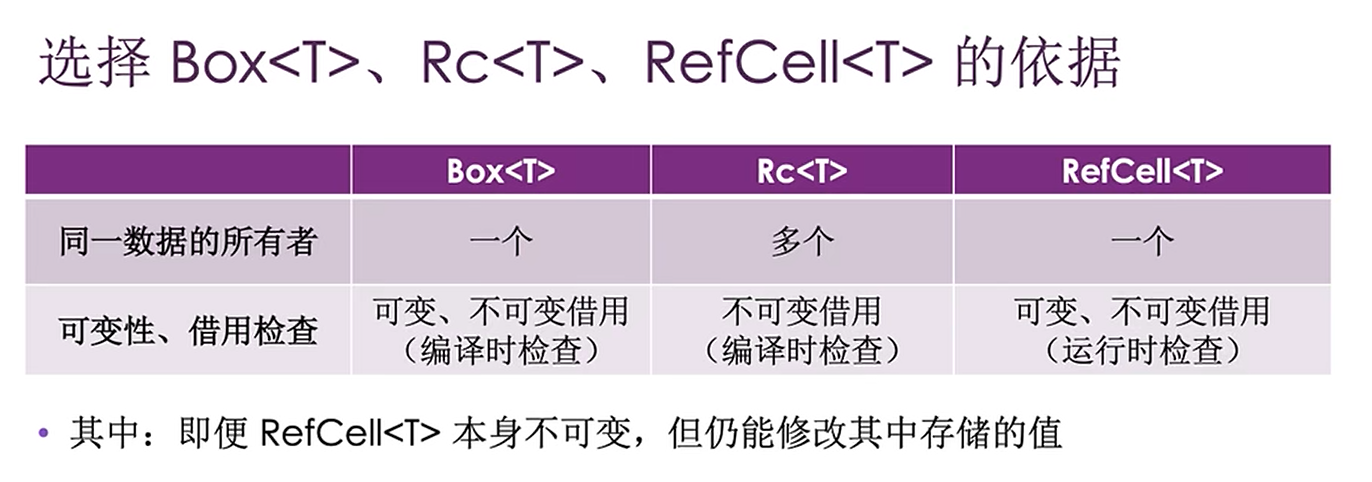 选择 Box<T>、Rc<T>、RefCell<T> 的依据
Box<T> Rc<T> RefCell<T>
同一数据的所有者 一个 多个 一个
可变性、借用检查 可变、不可变借用 不可变借用 可变、不可变借用
（编译时检查） （编译时检查） （运行时检查）
• 其中：即便 RefCell<T> 本身不可变，但仍能修改其中存储的值